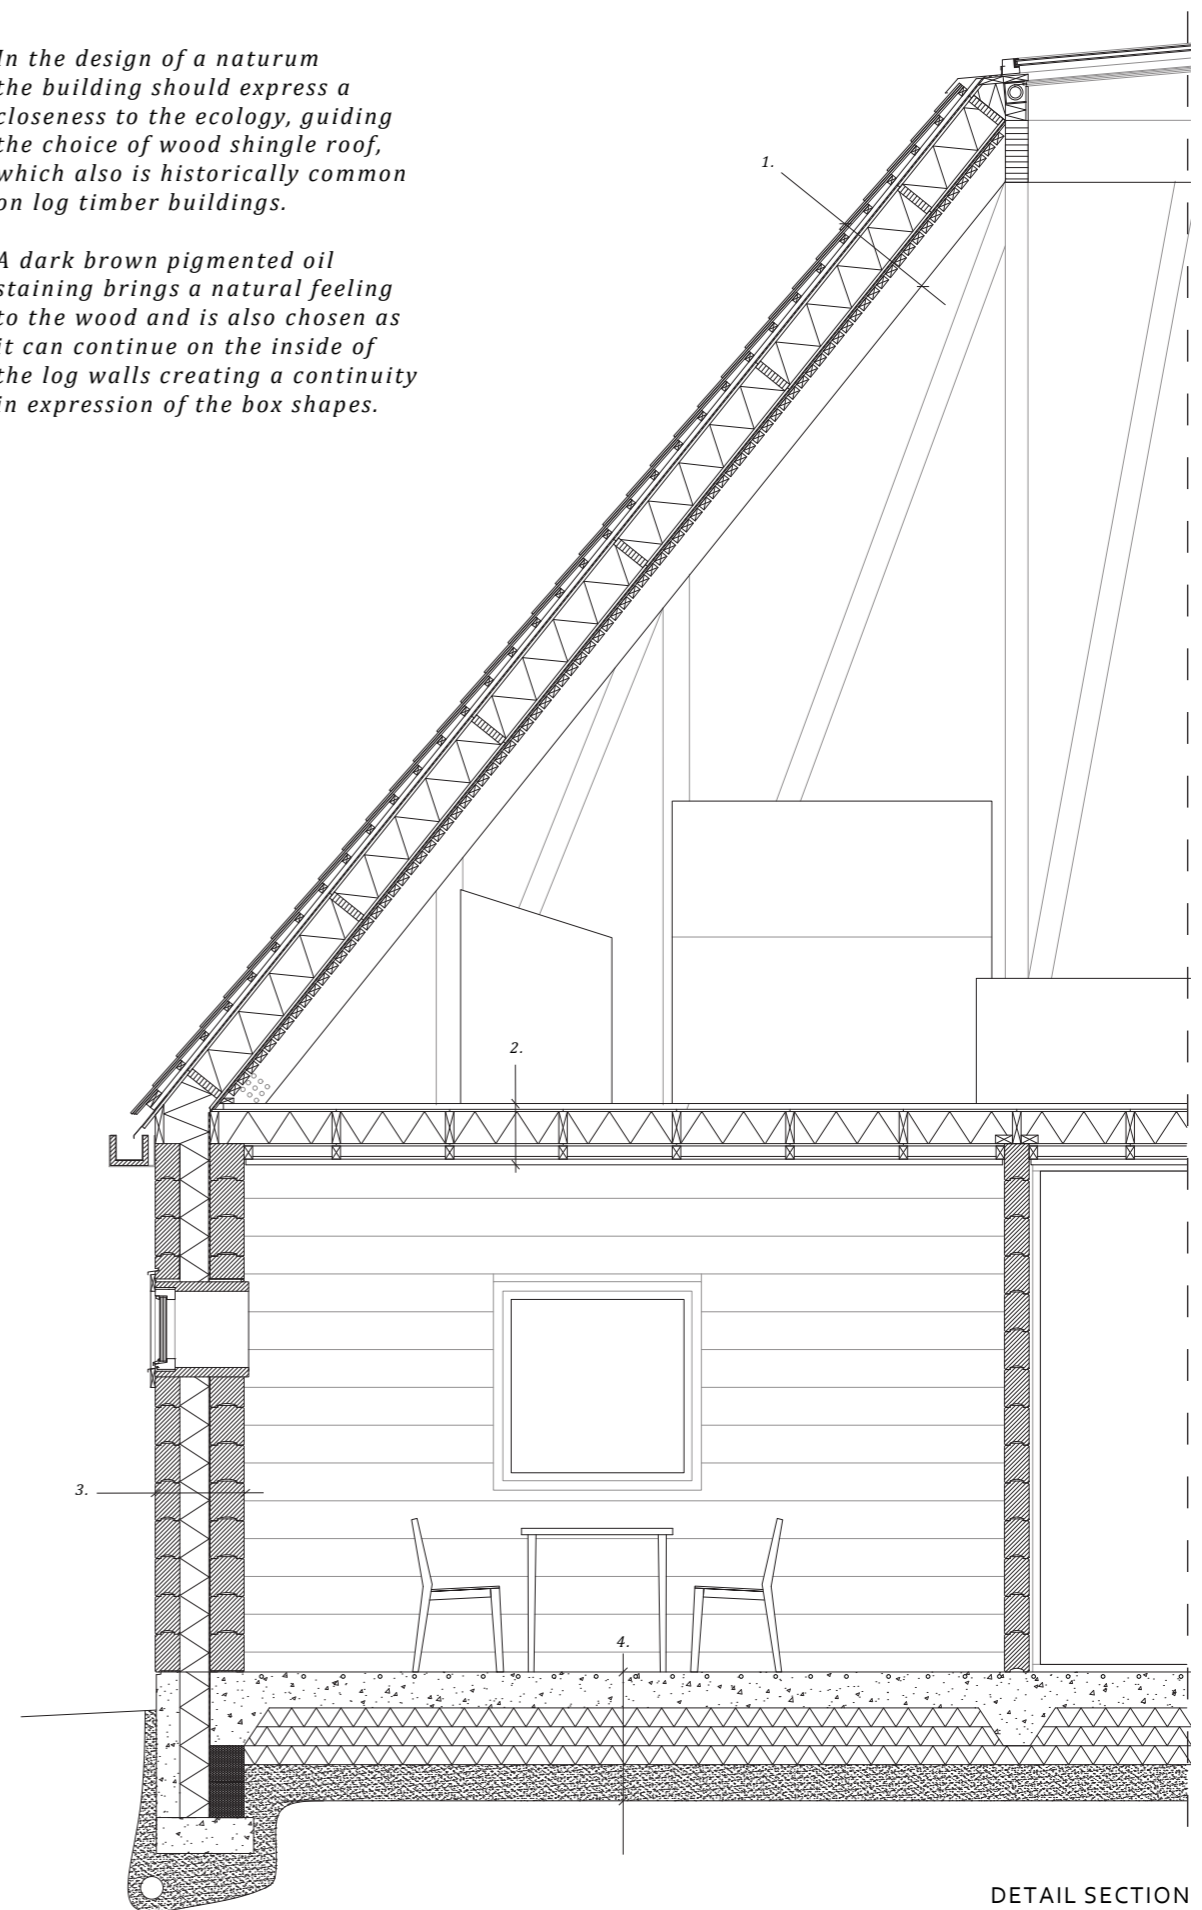 In the design of a naturum
the building should express a
closeness to the ecology, guiding
the choice of wood shingle roof,
which also is historically common
on log timber buildings.
A dark brown pigmented oil
staining brings a natural feeling
to the wood and is also chosen as
it can continue on the inside of
the log walls creating a continuity
in expression of the box shapes.
1.
2.
3.
4.
DETAIL SECTION